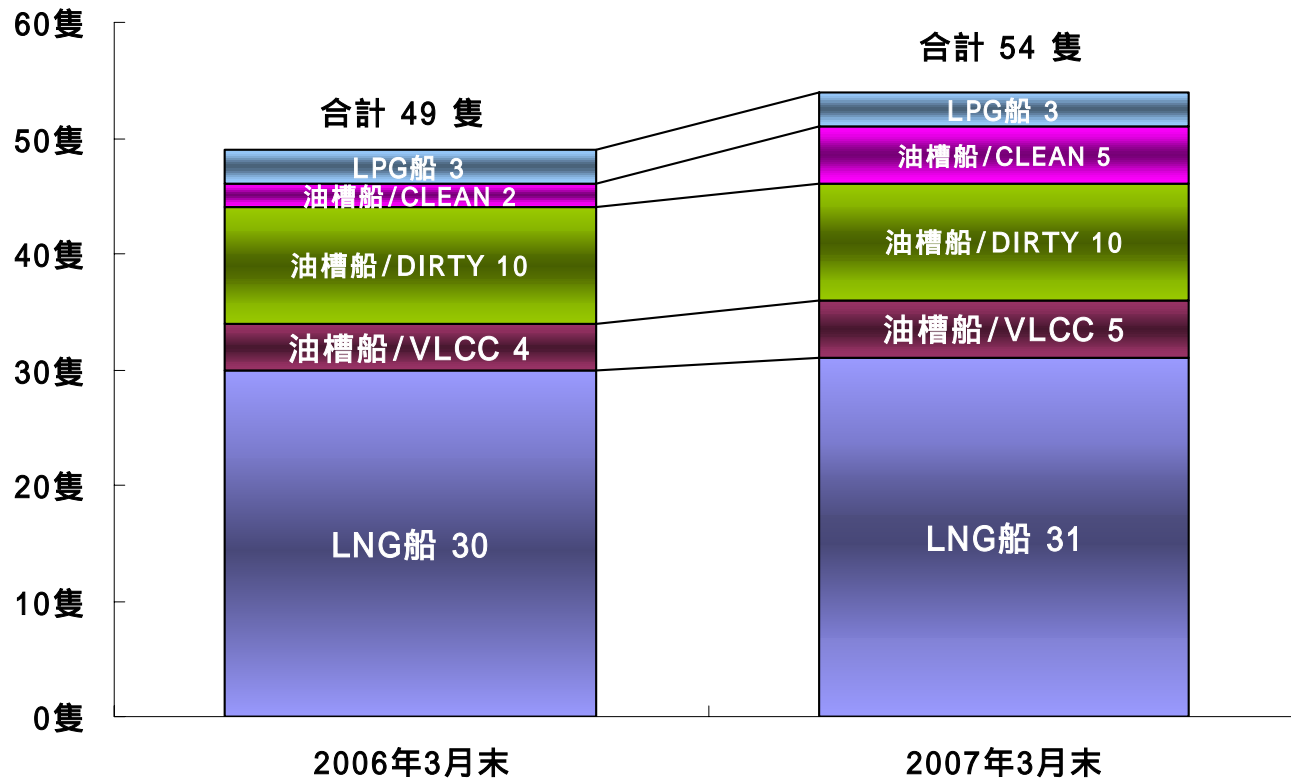 60隻
50隻
40隻
30隻
20隻
10隻
0隻
合計 49 隻
LPG船 3
油槽船/CLEAN 2
油槽船/DIRTY 10
油槽船/VLCC 4
LNG船 30
2006年3月末
合計 54 隻
LPG船 3
油槽船/CLEAN 5
油槽船/DIRTY 10
油槽船/VLCC 5
LNG船 31
2007年3月末